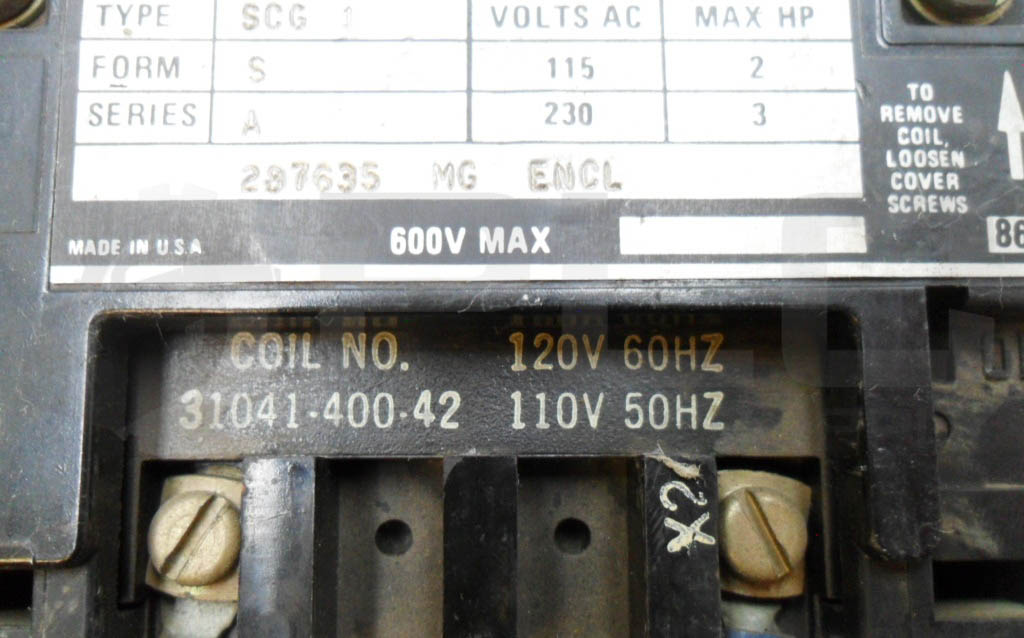 TYPE SCG 1 VOLTS AC MAX HP
FORM S 115 2
SERIES A 230 3
297635 MG ENCL
MADE IN U.S.A 600V MAX
TO
REMOVE
COIL,
LOOSEN
COVER
SCREWS
86
COIL NO. 120V 60HZ
31041-400-42 110V 50HZ
X2